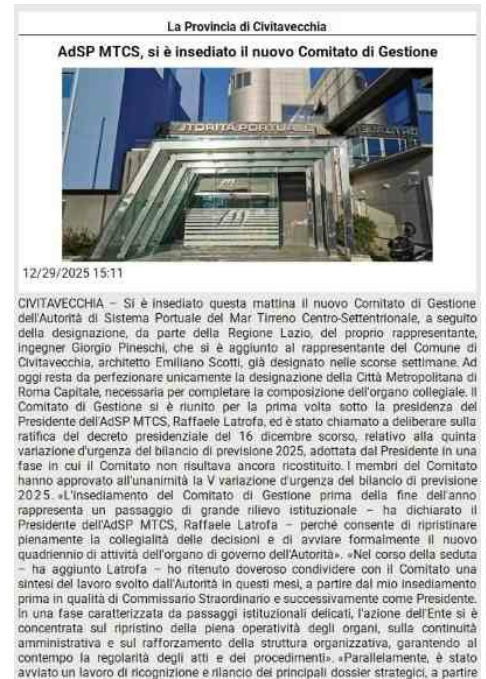 La Provincia di Civitavecchia
AdSP MTCS, si è insediato il nuovo Comitato di Gestione
AUTORITÀ PORTUALE
12/29/2025 15:11
CIVITAVECCHIA – Si è insediato questa mattina il nuovo Comitato di Gestione
dell'Autorità di Sistema Portuale del Mar Tirreno Centro-Settentrionale, a seguito
della designazione, da parte della Regione Lazio, del proprio rappresentante,
ingegner Giorgio Pineschi, che si è aggiunto al rappresentante del Comune di
Civitavecchia, architetto Emiliano Scotti, già designato nelle scorse settimane. Ad
oggi resta da perfezionare unicamente la designazione della Città Metropolitana di
Roma Capitale, necessaria per completare la composizione dell'organo collegiale. Il
Comitato di Gestione si è riunito per la prima volta sotto la presidenza del
Presidente dell'AdSP MTCS, Raffaele Latrofa, ed è stato chiamato a deliberare sulla
ratifica del decreto presidenziale del 16 dicembre scorso, relativo alla quinta
variazione d'urgenza del bilancio di previsione 2025, adottata dal Presidente in una
fase in cui il Comitato non risultava ancora ricostituito. I membri del Comitato
hanno approvato all'unanimità la V variazione d'urgenza del bilancio di previsione
2025. «L'insediamento del Comitato di Gestione prima della fine dell'anno
rappresenta un passaggio di grande rilievo istituzionale – ha dichiarato il
Presidente dell'AdSP MTCS, Raffaele Latrofa – perché consente di ripristinare
pienamente la collegialità delle decisioni e di avviare formalmente il nuovo
quadriennio di attività dell'organo di governo dell'Autorità». «Nel corso della seduta
– ha aggiunto Latrofa – ho ritenuto doveroso condividere con il Comitato una
sintesi del lavoro svolto dall'Autorità in questi mesi, a partire dal mio insediamento
prima in qualità di Commissario Straordinario e successivamente come Presidente.
In una fase caratterizzata da passaggi istituzionali delicati, l'azione dell'Ente si è
concentrata sul ripristino della piena operatività degli organi, sulla continuità
amministrativa e sul rafforzamento della struttura organizzativa, garantendo al
contempo la regolarità degli atti e dei procedimenti». «Parallelamente, è stato
avviato un lavoro di ricognizione e rilancio dei principali dossier strategici, a partire